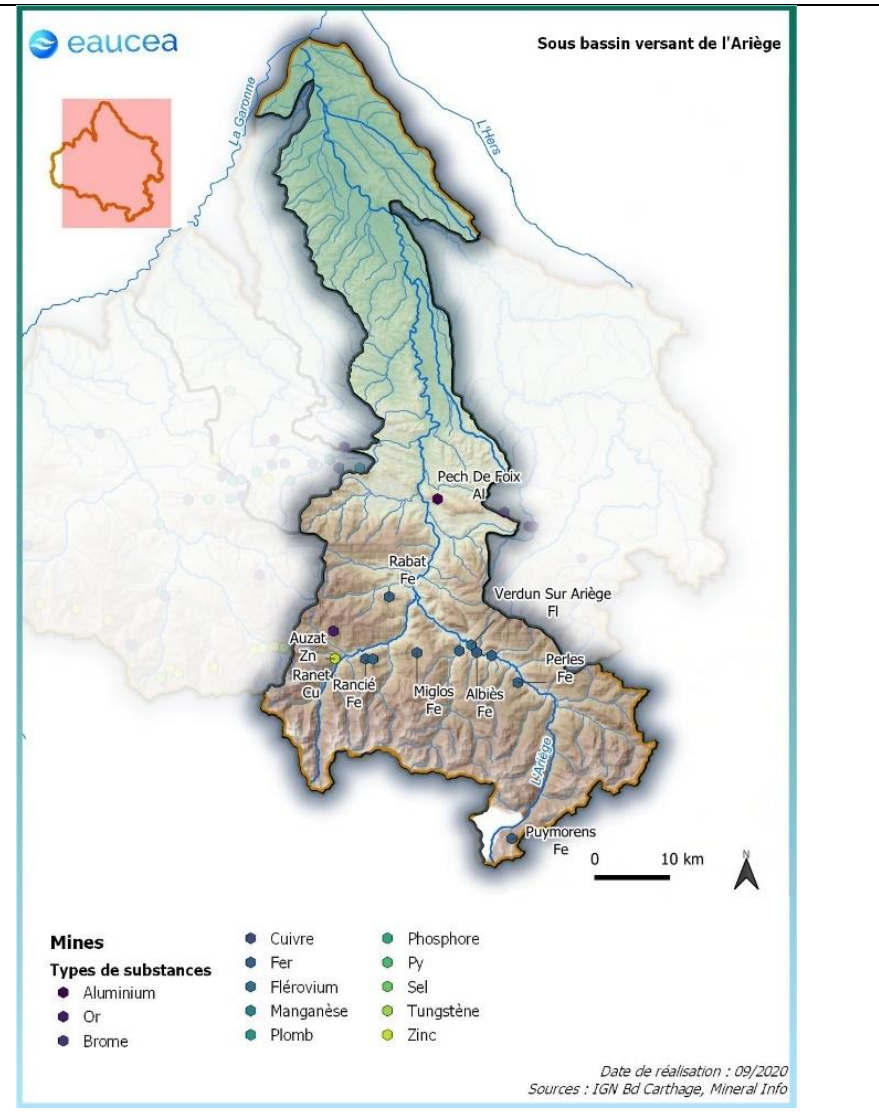 eaucea
Sous bassin versant de l'Ariège
La Garonne
L'Hers
Pech De Foix
Al
Rabat
Fe
Verdun Sur Ariège
Fl
Auzat
Zn
Ranet
Cu
Rancié
Fe
Miglos
Fe
Albiès
Fe
Perles
Fe
L'Ariège
Puymorens
Fe
0 10 km
N
Mines
Types de substances
Aluminium
Or
Brome
Cuivre
Fer
Flérovium
Manganèse
Plomb
Phosphore
Py
Sel
Tungstène
Zinc
Date de réalisation : 09/2020
Sources : IGN Bd Carthage, Mineral Info